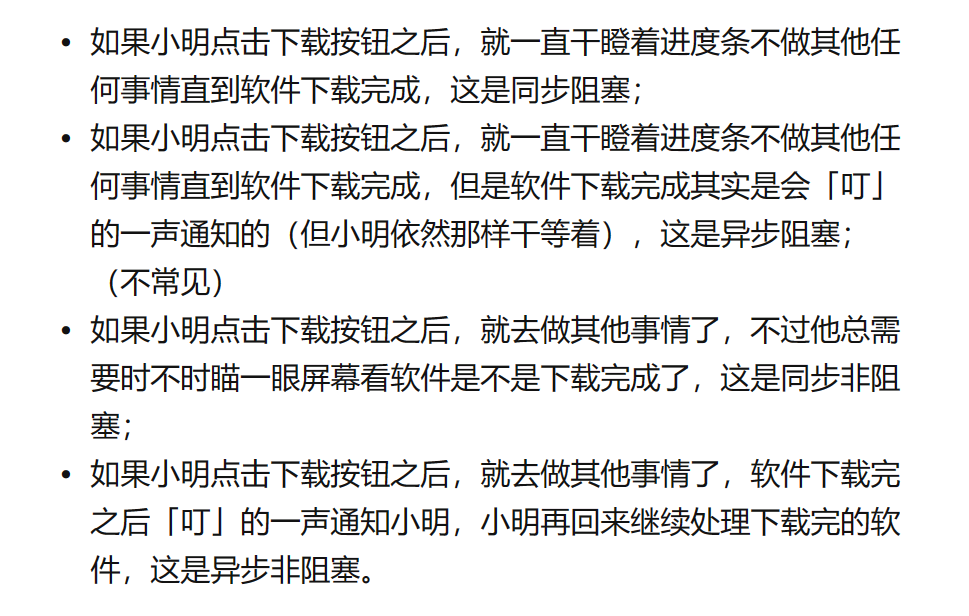 • 如果小明点击下载按钮之后，就一直干瞪着进度条不做其他任
何事情直到软件下载完成，这是同步阻塞；
• 如果小明点击下载按钮之后，就一直干瞪着进度条不做其他任
何事情直到软件下载完成，但是软件下载完成其实是会「叮」
的一声通知的（但小明依然那样干等着），这是异步阻塞；
（不常见）
• 如果小明点击下载按钮之后，就去做其他事情了，不过他总需
要时不时瞄一眼屏幕看软件是不是下载完成了，这是同步非阻
塞；
• 如果小明点击下载按钮之后，就去做其他事情了，软件下载完
之后「叮」的一声通知小明，小明再回来继续处理下载完的软
件，这是异步非阻塞。